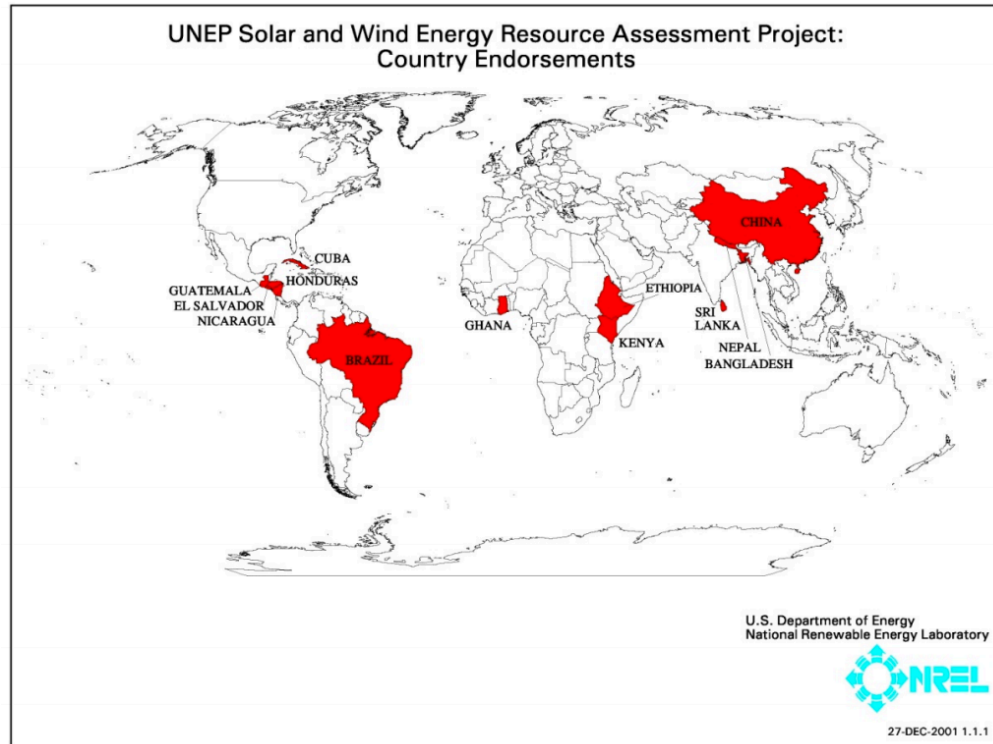 UNEP Solar and Wind Energy Resource Assessment Project:
Country Endorsements
CHINA
CUBA
HONDURAS
GUATEMALA
EL SALVADOR
NICARAGUA
ETHIOPIA
GHANA
KENYA
SRI
LANKA
NEPAL
BANGLADESH
BRAZIL
U.S. Department of Energy
National Renewable Energy Laboratory
NREL
27-DEC-2001 1.1.1